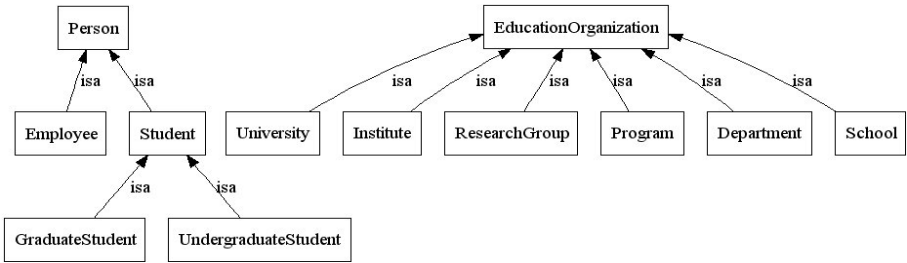 Person
EducationOrganization
isa
isa
isa
isa
isa
isa
isa
isa
Employee
Student
University
Institute
ResearchGroup
Program
Department
School
isa
isa
GraduateStudent
UndergraduateStudent